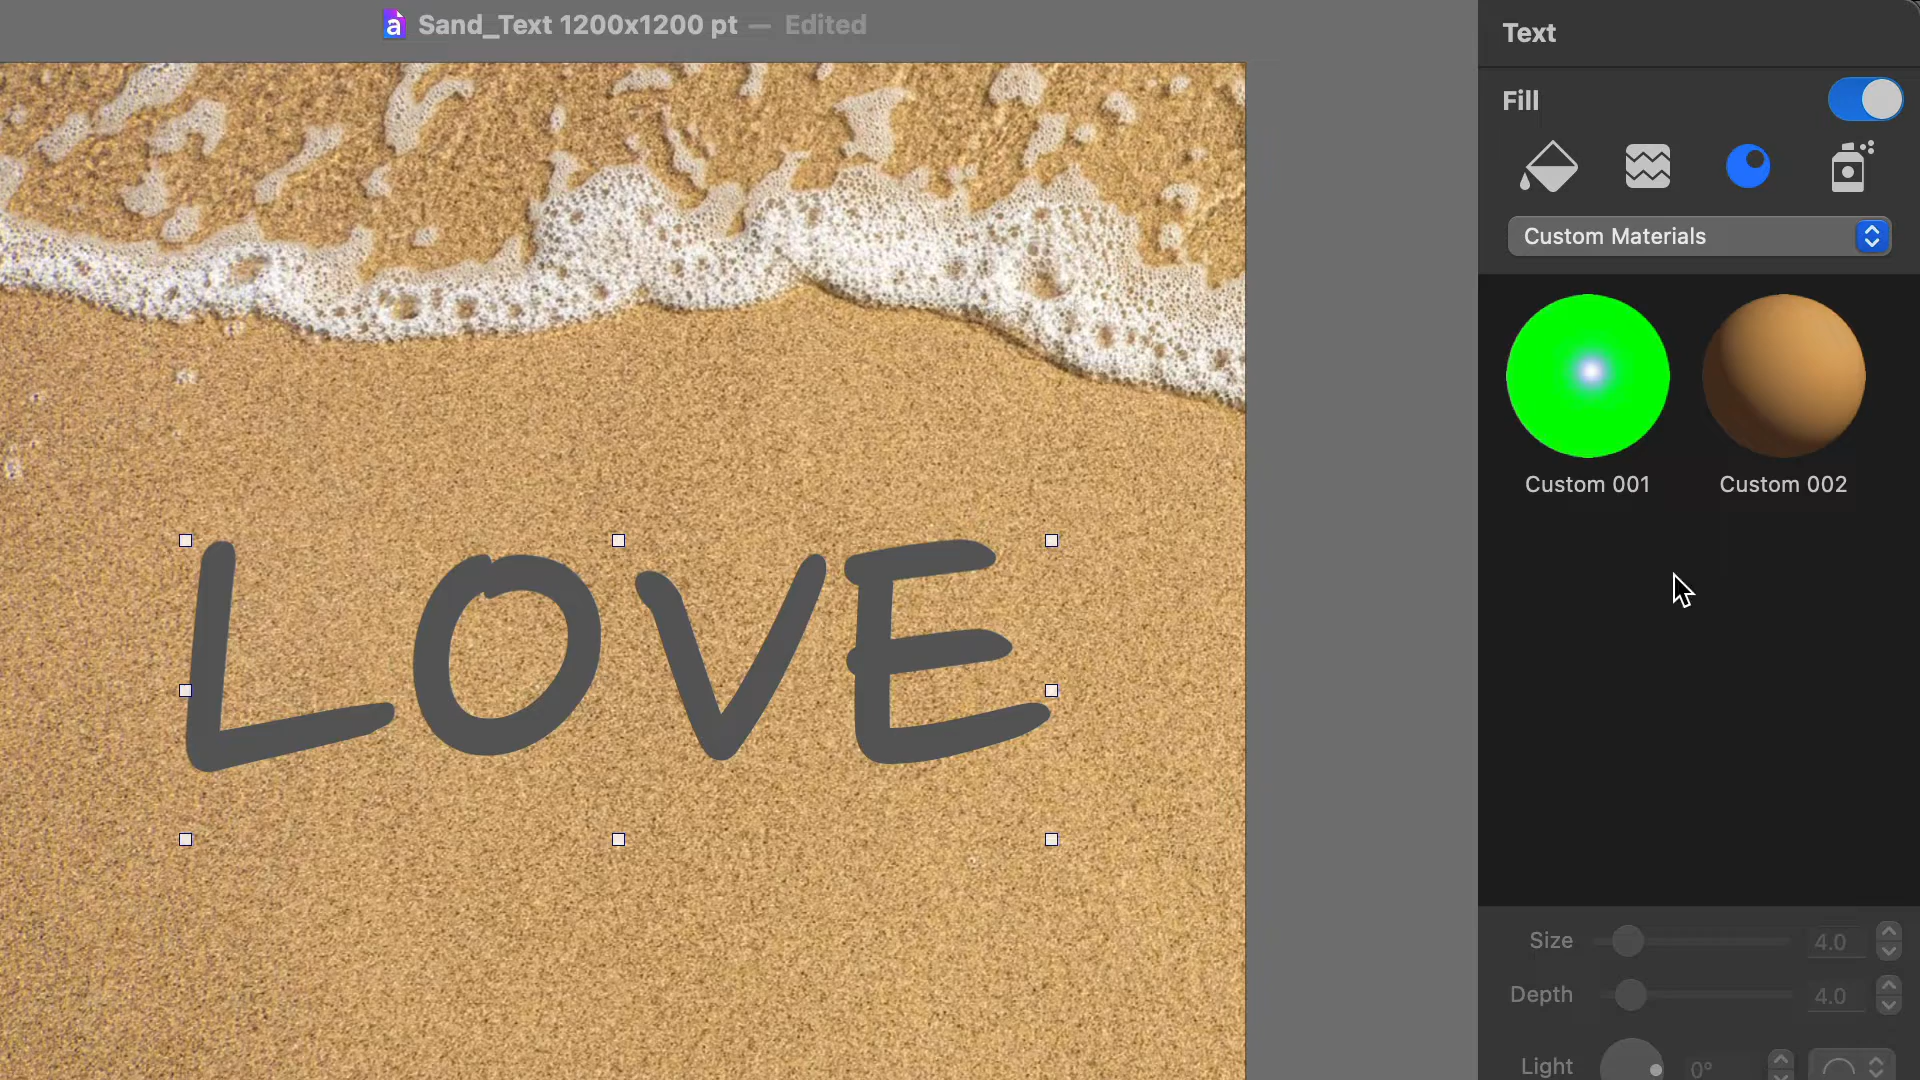 Sand_Text 1200x1200 pt — Edited
Text
Fill
Custom Materials
Custom 001
Custom 002
LOVE
Size 4.0
Depth 4.0
Light 0°